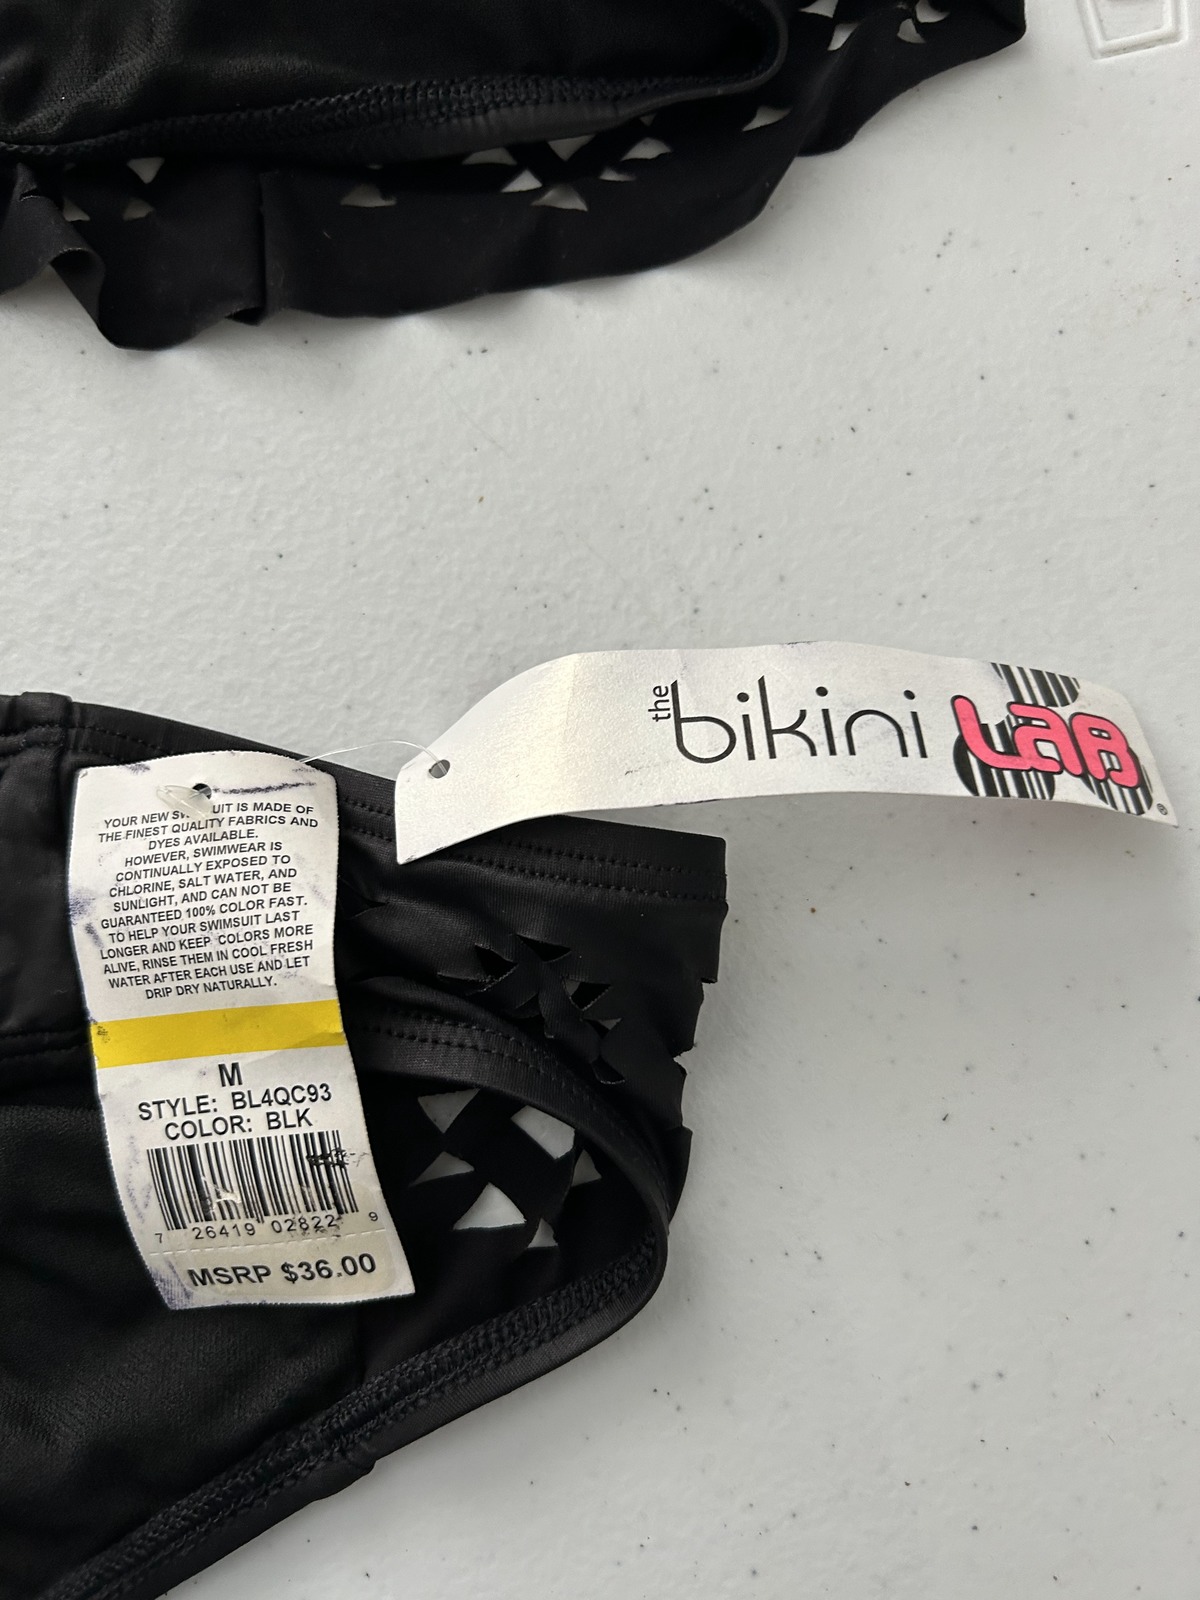 the
bikini LAB
®
YOUR NEW SW UIT IS MADE OF
THE FINEST QUALITY FABRICS AND
DYES AVAILABLE.
HOWEVER, SWIMWEAR IS
CONTINUALLY EXPOSED TO
CHLORINE, SALT WATER, AND
SUNLIGHT, AND CAN NOT BE
GUARANTEED 100% COLOR FAST.
TO HELP YOUR SWIMSUIT LAST
LONGER AND KEEP COLORS MORE
ALIVE, RINSE THEM IN COOL FRESH
WATER AFTER EACH USE AND LET
DRIP DRY NATURALLY.
M
STYLE: BL4QC93
COLOR: BLK
7 26419 02822 9
MSRP $36.00